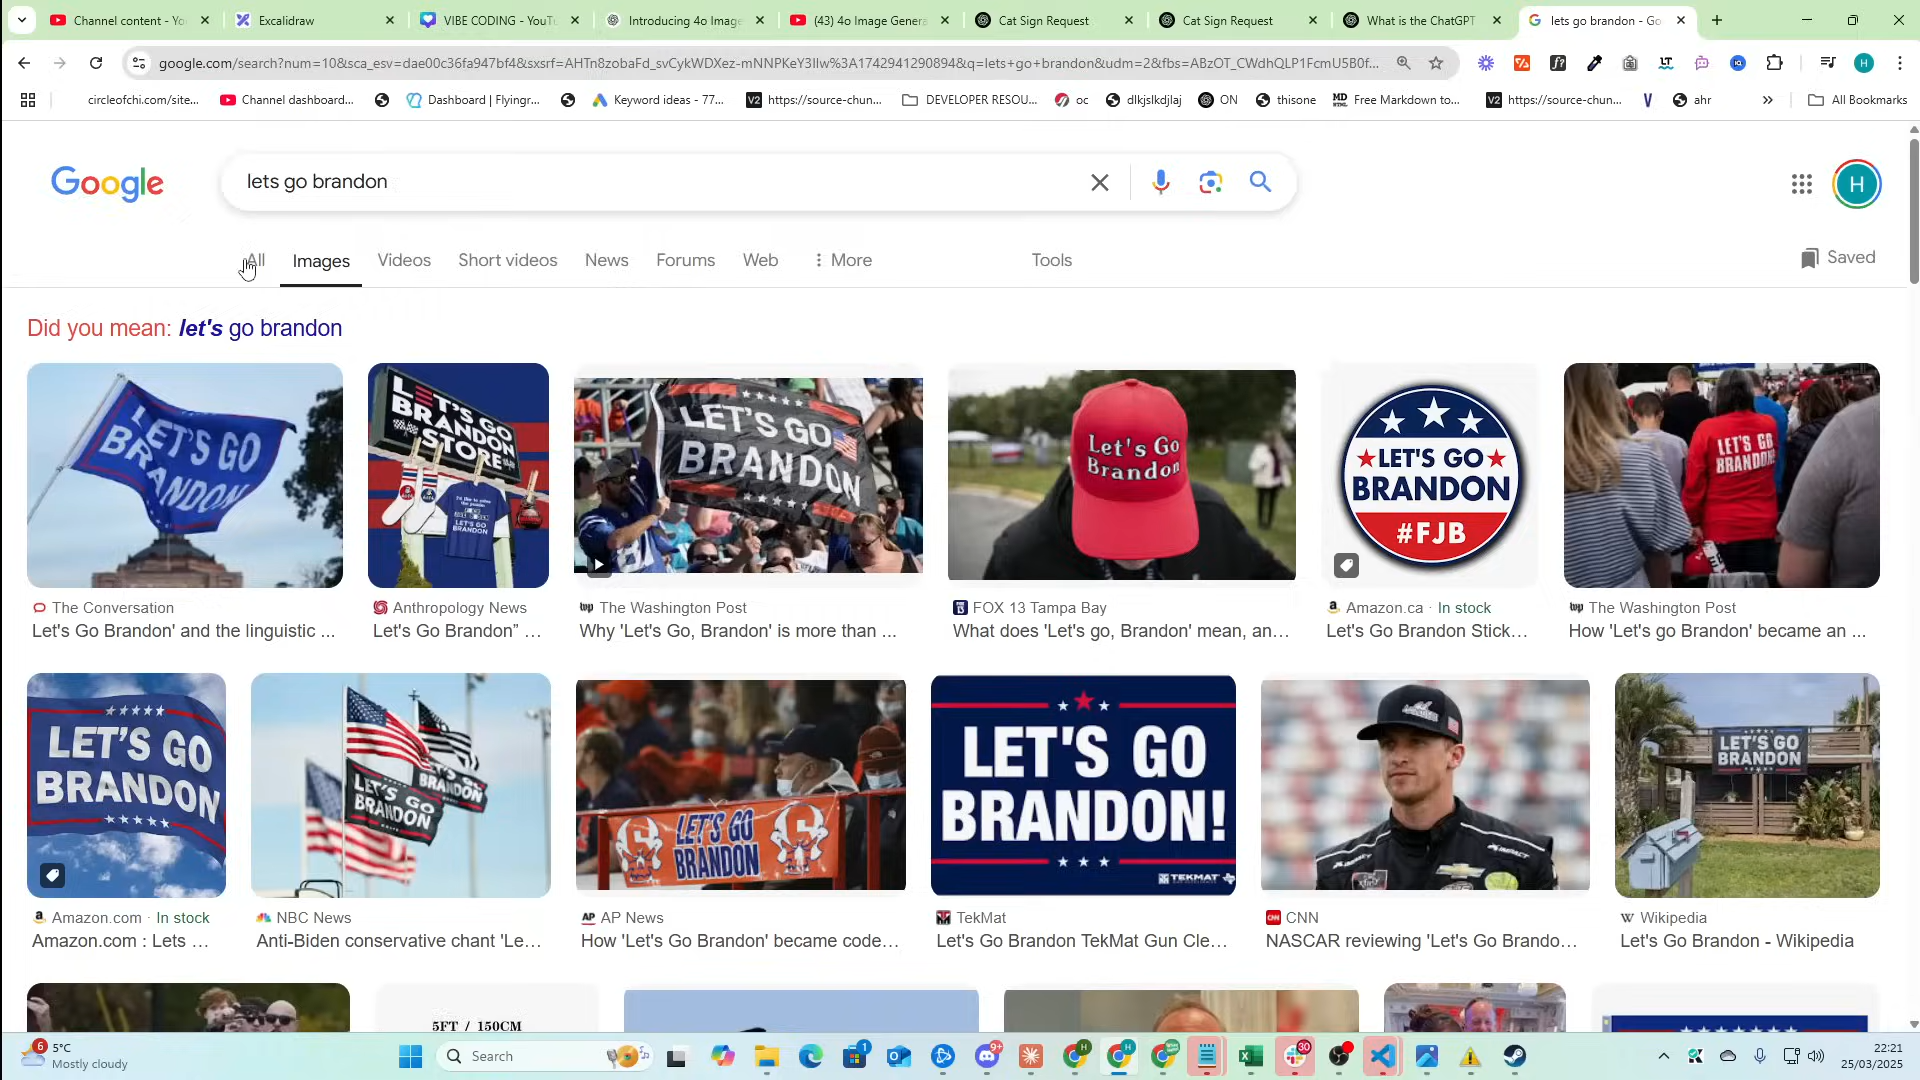 Channel content - Yo
Excalidraw
VIBE CODING - YouTu
Introducing 4o Image
(43) 4o Image Genera
Cat Sign Request
Cat Sign Request
What is the ChatGPT
lets go brandon - Go
google.com/search?num=10&sca_esv=dae00c36fa947bf4&sxsrf=AHTn8zobaFd_svCykWDXez-mNNPKeY3Ilw%3A1742941290894&q=lets+go+brandon&udm=2&fbs=ABzOT_CWdhQLP1FcmU5B0f...
H
circleofchi.com/site...
Channel dashboard...
Dashboard | Flyingr...
Keyword ideas - 77...
https://source-chun...
DEVELOPER RESOU...
oc
dlkjslkdjlaj
ON
thisone
Free Markdown to...
https://source-chun...
ahr
All Bookmarks
Google
lets go brandon
H
All
Images
Videos
Short videos
News
Forums
Web
More
Tools
Saved
Did you mean: let's go brandon
LET'S GO
BRANDON
LET'S GO
BRANDON
STORE
LET'S GO
BRANDON
LET'S GO
BRANDON
Let's Go
Brandon
LET'S GO
BRANDON
#FJB
LET'S GO
BRANDON
The Conversation
Let's Go Brandon' and the linguistic ...
Anthropology News
Let's Go Brandon” ...
The Washington Post
Why 'Let's Go, Brandon' is more than ...
FOX 13 Tampa Bay
What does 'Let's go, Brandon' mean, an...
Amazon.ca · In stock
Let's Go Brandon Stick...
The Washington Post
How 'Let's go Brandon' became an ...
LET'S GO
BRANDON
LET'S GO
BRANDON
BRANDON
LET'S GO
BRANDON
LET'S GO
BRANDON!
TEKMAT
LET'S GO
BRANDON
Amazon.com · In stock
Amazon.com : Lets ...
NBC News
Anti-Biden conservative chant 'Le...
AP News
How 'Let's Go Brandon' became code...
TekMat
Let's Go Brandon TekMat Gun Cle...
CNN
NASCAR reviewing 'Let's Go Brando...
Wikipedia
Let's Go Brandon - Wikipedia
5FT / 150CM
6
5°C
Mostly cloudy
Search
1
9+
30
22:21
25/03/2025